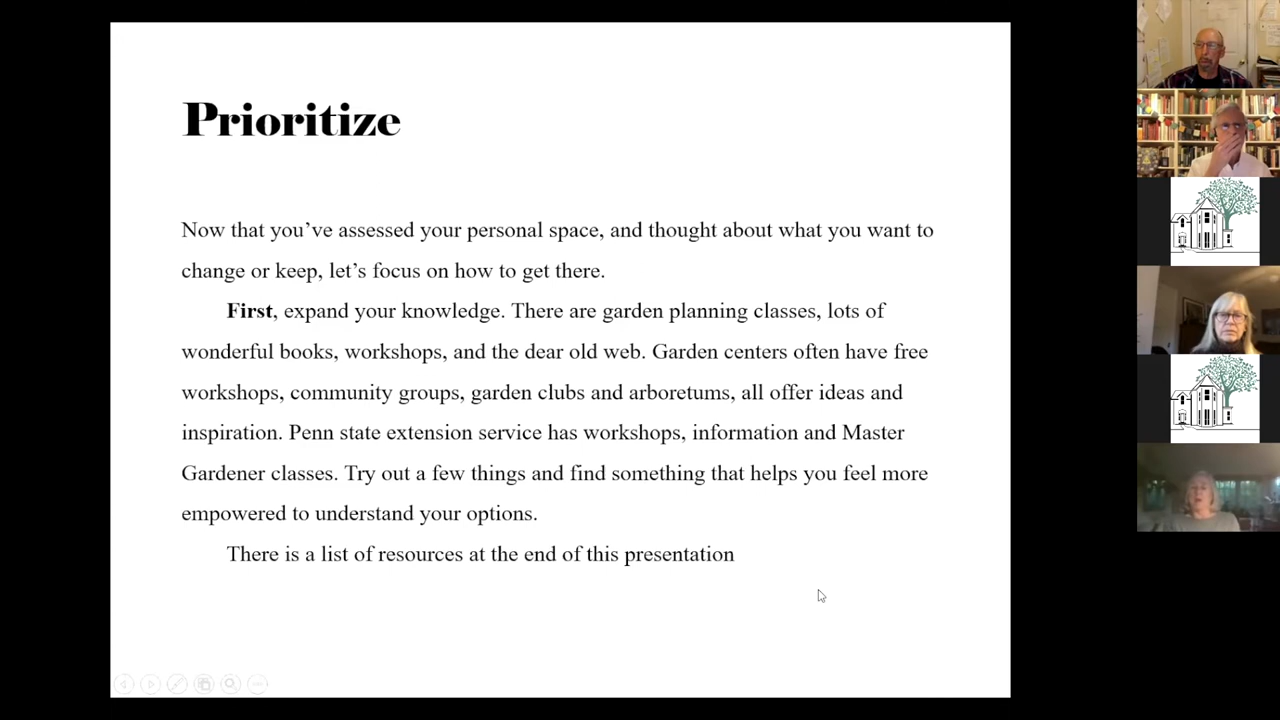 Prioritize
Now that you’ve assessed your personal space, and thought about what you want to
change or keep, let’s focus on how to get there.
First, expand your knowledge. There are garden planning classes, lots of
wonderful books, workshops, and the dear old web. Garden centers often have free
workshops, community groups, garden clubs and arboretums, all offer ideas and
inspiration. Penn state extension service has workshops, information and Master
Gardener classes. Try out a few things and find something that helps you feel more
empowered to understand your options.
There is a list of resources at the end of this presentation